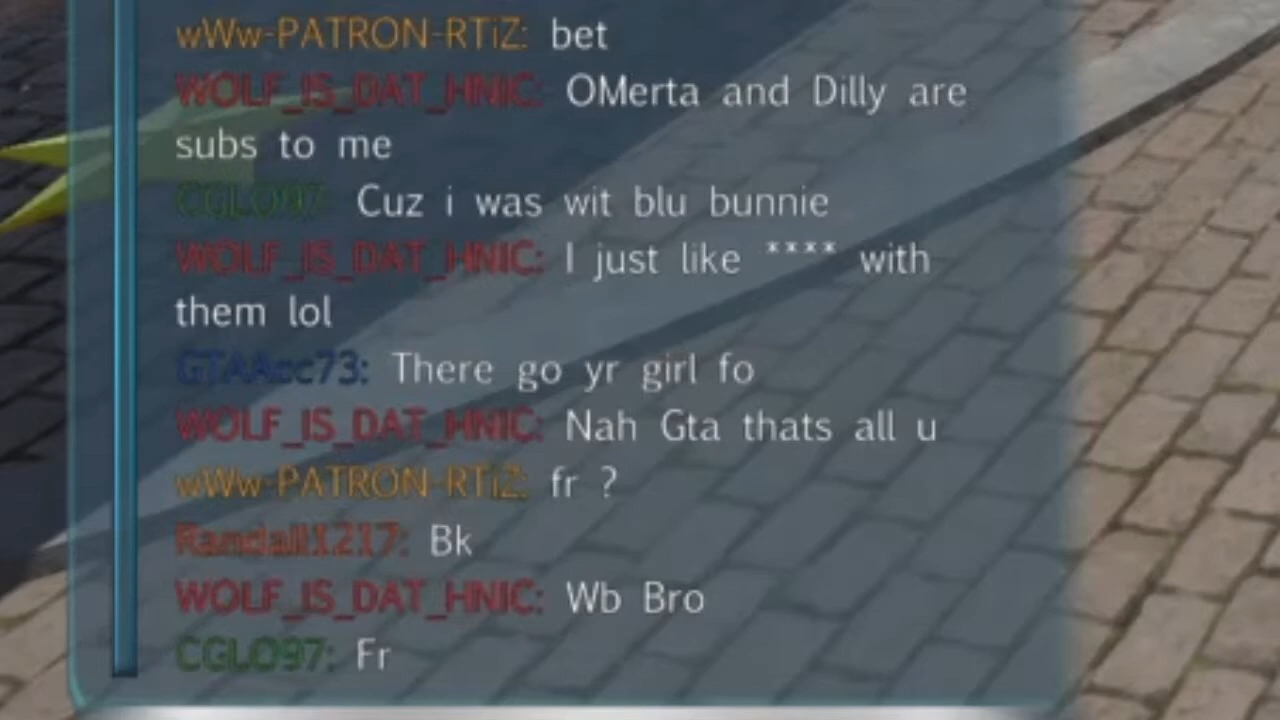 wWw-PATRON-RTiZ: bet
WOLF_IS_DAT_HNIC: OMerta and Dilly are
subs to me
CGLO97: Cuz i was wit blu bunnie
WOLF_IS_DAT_HNIC: I just like **** with
them lol
GTAAcc73: There go yr girl fo
WOLF_IS_DAT_HNIC: Nah Gta thats all u
wWw-PATRON-RTiZ: fr ?
Randall1217: Bk
WOLF_IS_DAT_HNIC: Wb Bro
CGLO97: Fr